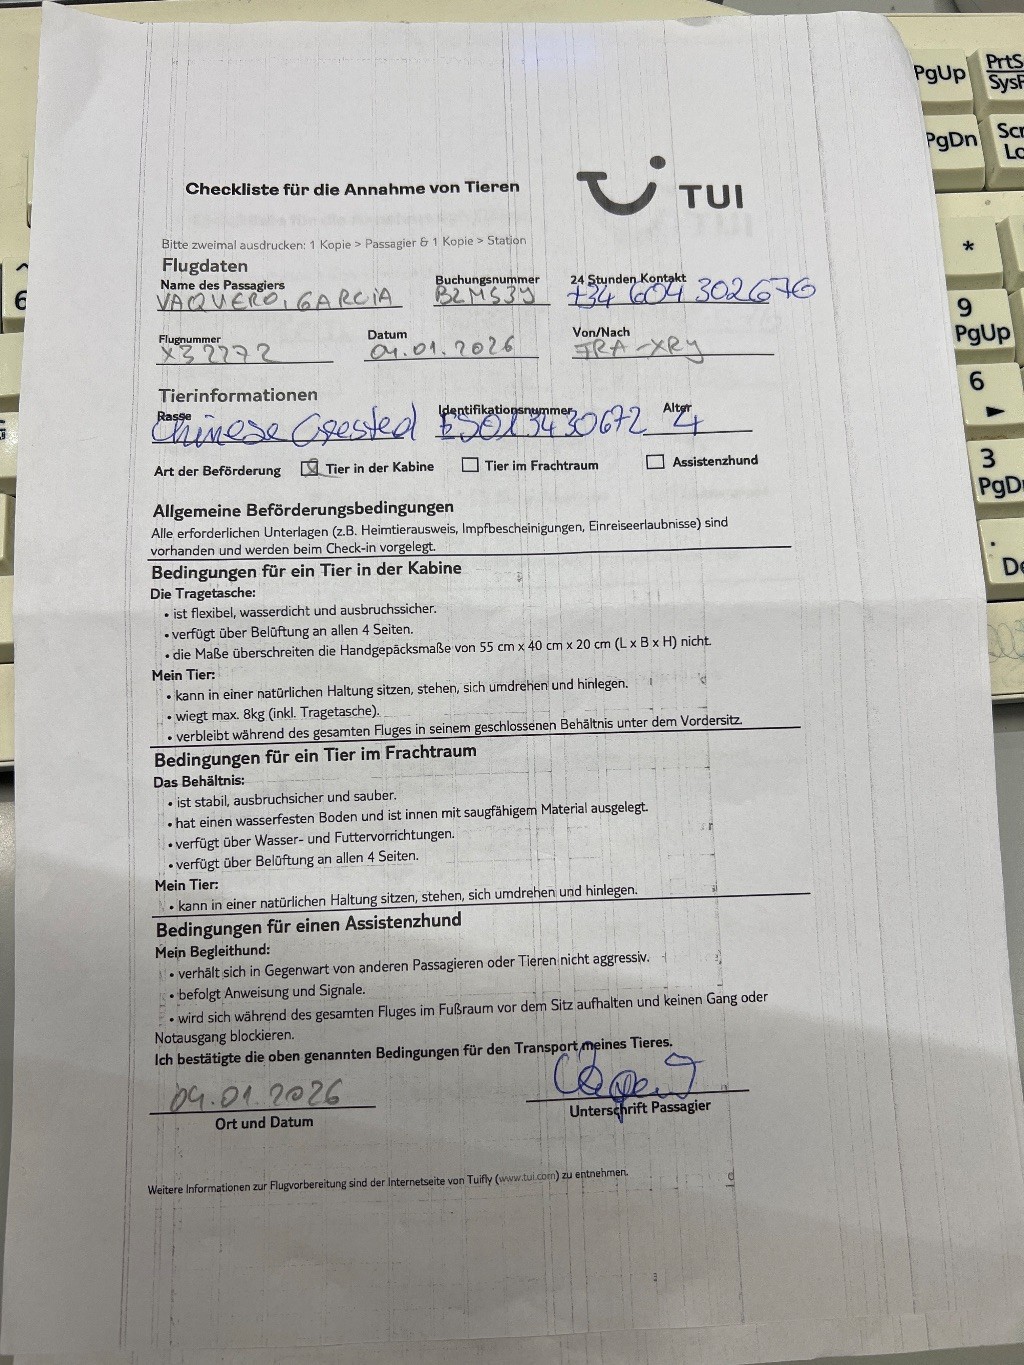 Checkliste für die Annahme von Tieren
TUI
Bitte zweimal ausdrucken: 1 Kopie > Passagier & 1 Kopie > Station
Flugdaten
Name des Passagiers Buchungsnummer 24 Stunden Kontakt
VAQUERO, GARCIA BZMS3Y +34 604 302676
Flugnummer Datum Von/Nach
X3 2272 09.01.2026 FRA-XRY
Tierinformationen
Rasse Identifikationsnummer Alter
Chinese Crested ES013430672 4
Art der Beförderung Tier in der Kabine Tier im Frachtraum Assistenzhund
Allgemeine Beförderungsbedingungen
Alle erforderlichen Unterlagen (z.B. Heimtierausweis, Impfbescheinigungen, Einreiseerlaubnisse) sind
vorhanden und werden beim Check-in vorgelegt.
Bedingungen für ein Tier in der Kabine
Die Tragetasche:
• ist flexibel, wasserdicht und ausbruchssicher.
• verfügt über Belüftung an allen 4 Seiten.
• die Maße überschreiten die Handgepäcksmaße von 55 cm x 40 cm x 20 cm (L x B x H) nicht.
Mein Tier:
• kann in einer natürlichen Haltung sitzen, stehen, sich umdrehen und hinlegen.
• wiegt max. 8kg (inkl. Tragetasche).
• verbleibt während des gesamten Fluges in seinem geschlossenen Behältnis unter dem Vordersitz.
Bedingungen für ein Tier im Frachtraum
Das Behältnis:
• ist stabil, ausbruchsicher und sauber.
• hat einen wasserfesten Boden und ist innen mit saugfähigem Material ausgelegt.
• verfügt über Wasser- und Futtervorrichtungen.
• verfügt über Belüftung an allen 4 Seiten.
Mein Tier:
• kann in einer natürlichen Haltung sitzen, stehen, sich umdrehen und hinlegen.
Bedingungen für einen Assistenzhund
Mein Begleithund:
• verhält sich in Gegenwart von anderen Passagieren oder Tieren nicht aggressiv.
• befolgt Anweisung und Signale.
• wird sich während des gesamten Fluges im Fußraum vor dem Sitz aufhalten und keinen Gang oder
Notausgang blockieren.
Ich bestätigte die oben genannten Bedingungen für den Transport meines Tieres.
09.01.2026
Ort und Datum Unterschrift Passagier
Weitere Informationen zur Flugvorbereitung sind der Internetseite von Tuifly (www.tui.com) zu entnehmen.
PgUp
PgDn
*
9
PgUp
6
3
^
6